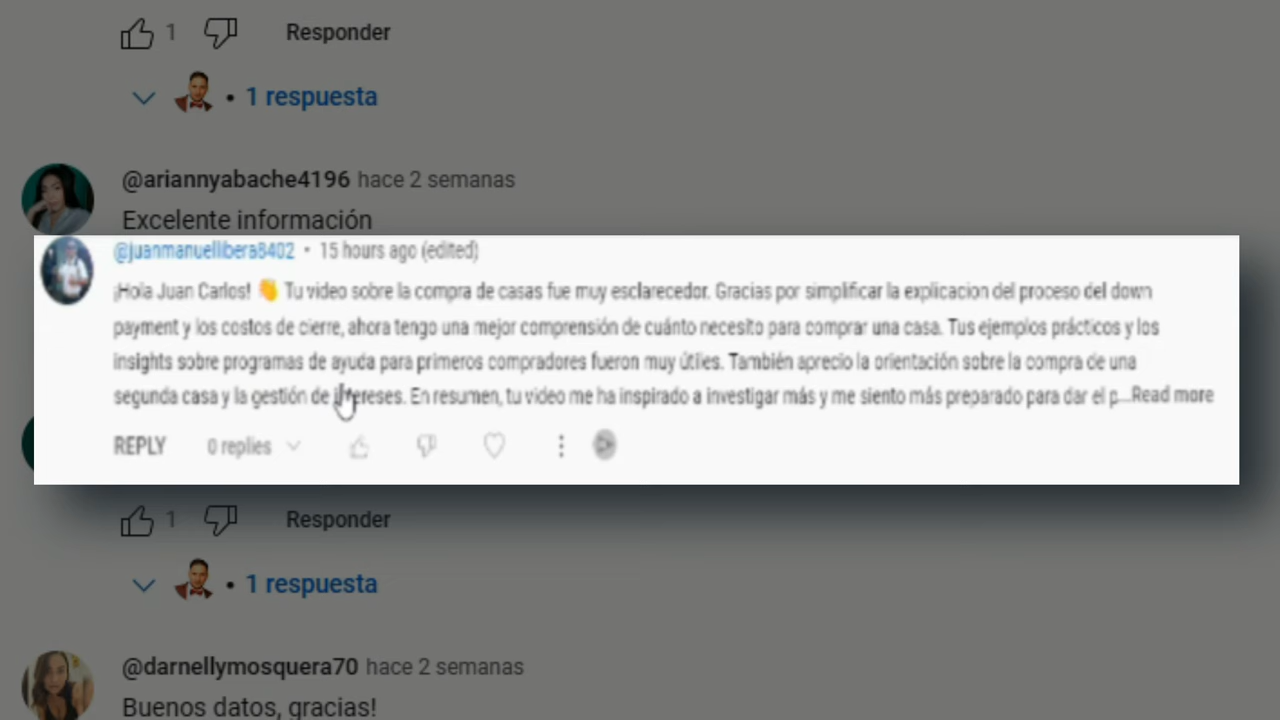 1 Responder
• 1 respuesta
@ariannyabache4196 hace 2 semanas
Excelente información
@juanmanuellibera8402 • 15 hours ago (edited)
¡Hola Juan Carlos! 👋 Tu video sobre la compra de casas fue muy esclarecedor. Gracias por simplificar la explicacion del proceso del down
payment y los costos de cierre, ahora tengo una mejor comprensión de cuánto necesito para comprar una casa. Tus ejemplos prácticos y los
insights sobre programas de ayuda para primeros compradores fueron muy útiles. También aprecio la orientación sobre la compra de una
segunda casa y la gestión de intereses. En resumen, tu video me ha inspirado a investigar más y me siento más preparado para dar el p...Read more
REPLY 0 replies
1 Responder
• 1 respuesta
@darnellymosquera70 hace 2 semanas
Buenos datos, gracias!